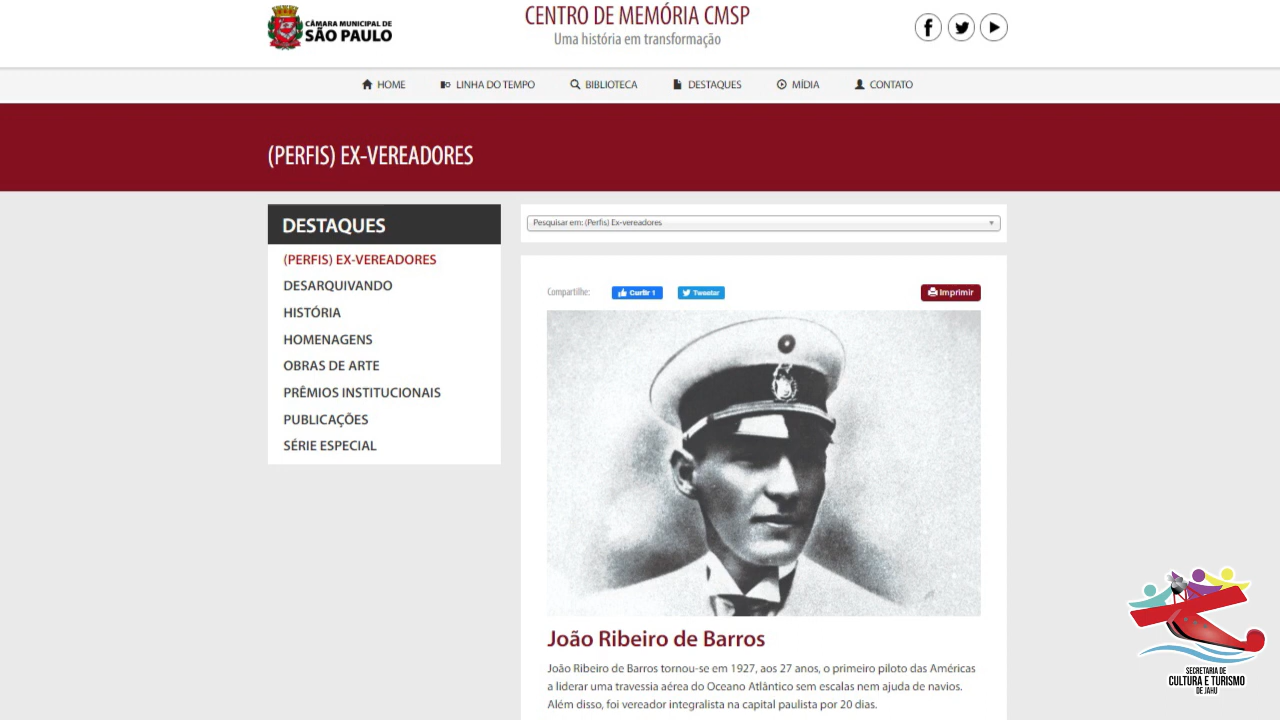 CÂMARA MUNICIPAL DE
SÃO PAULO
CENTRO DE MEMÓRIA CMSP
Uma história em transformação
HOME
LINHA DO TEMPO
BIBLIOTECA
DESTAQUES
MÍDIA
CONTATO
(PERFIS) EX-VEREADORES
DESTAQUES
(PERFIS) EX-VEREADORES
DESARQUIVANDO
HISTÓRIA
HOMENAGENS
OBRAS DE ARTE
PRÊMIOS INSTITUCIONAIS
PUBLICAÇÕES
SÉRIE ESPECIAL
Pesquisar em: (Perfis) Ex-vereadores
Compartilhe:
Curtir 1
Tweetar
Imprimir
João Ribeiro de Barros
João Ribeiro de Barros tornou-se em 1927, aos 27 anos, o primeiro piloto das Américas
a liderar uma travessia aérea do Oceano Atlântico sem escalas nem ajuda de navios.
Além disso, foi vereador integralista na capital paulista por 20 dias.
SECRETARIA DE
CULTURA E TURISMO
DE JAHU